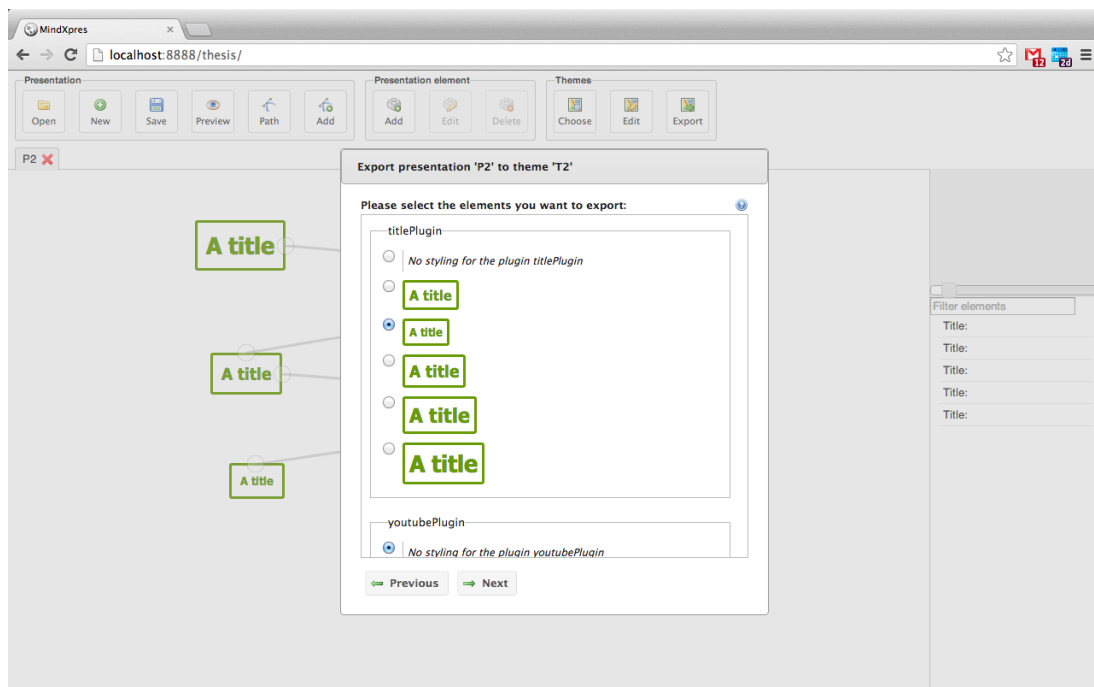 MindXpres
localhost:8888/thesis/
12
2d
Presentation
Presentation element
Themes
Open New Save Preview Path Add
Add Edit Delete
Choose Edit Export
P2
Export presentation 'P2' to theme 'T2'
Please select the elements you want to export:
titlePlugin
No styling for the plugin titlePlugin
A title
A title
A title
A title
A title
youtubePlugin
No styling for the plugin youtubePlugin
Previous Next
A title
A title
A title
Filter elements
Title:
Title:
Title:
Title:
Title: